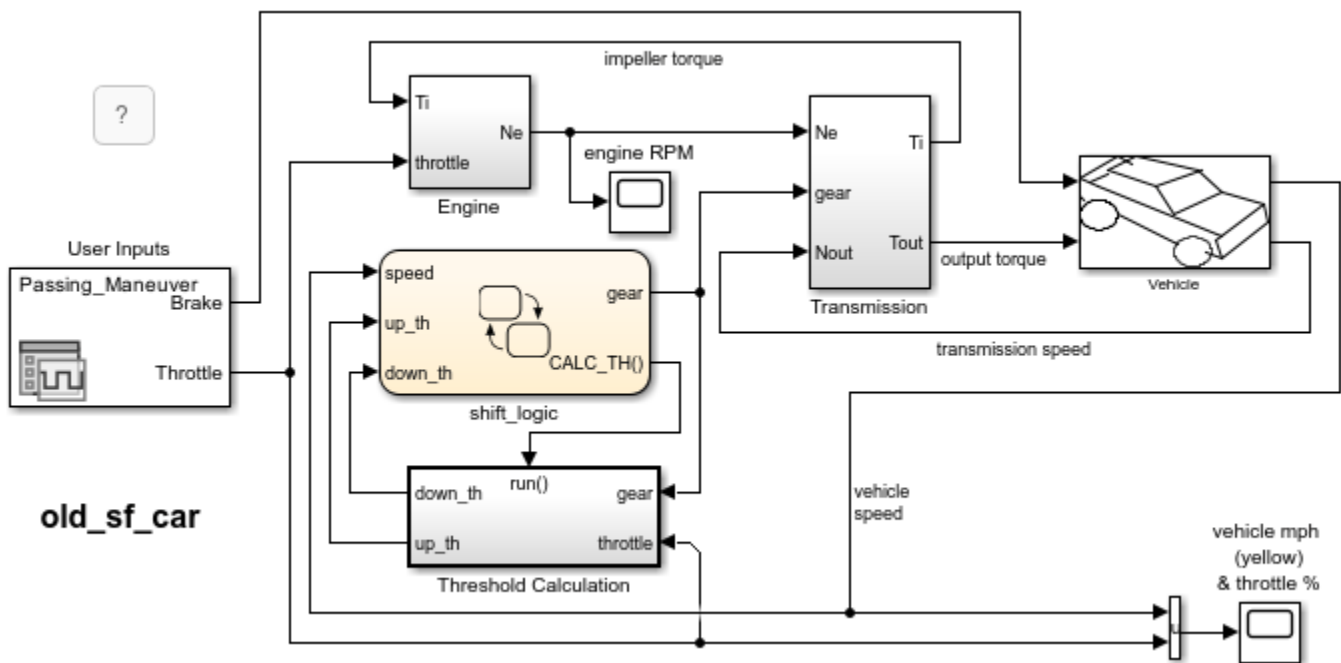 impeller torque
?
Ti
Ne
throttle
Engine
engine RPM
Ne
Ti
gear
Nout
Tout
Transmission
output torque
Vehicle
transmission speed
User Inputs
Passing_Maneuver
Brake
Throttle
speed
gear
up_th
CALC_TH()
down_th
shift_logic
run()
down_th
gear
up_th
throttle
Threshold Calculation
old_sf_car
vehicle
speed
vehicle mph
(yellow)
& throttle %